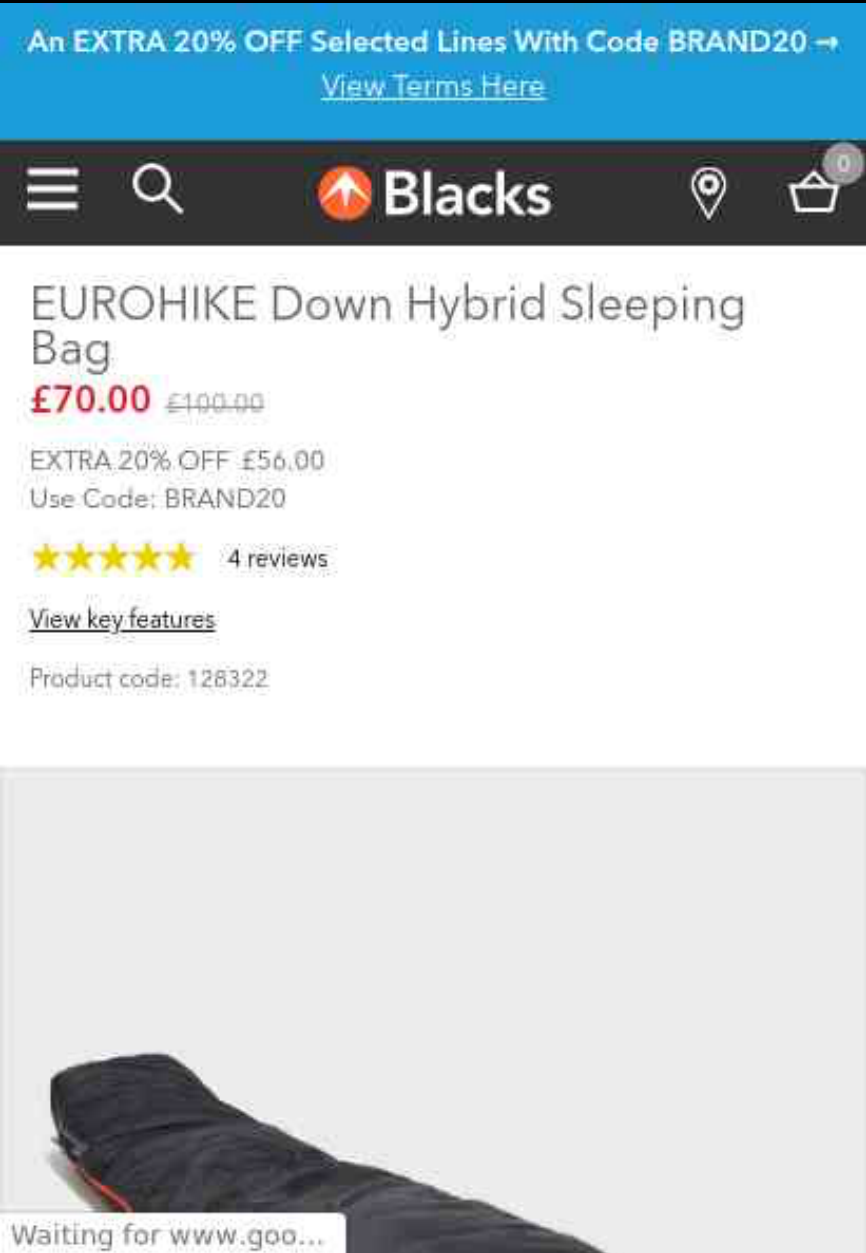 An EXTRA 20% OFF Selected Lines With Code BRAND20 →
View Terms Here
0
Blacks
EUROHIKE Down Hybrid Sleeping
Bag
£70.00 £100.00
EXTRA 20% OFF £56.00
Use Code: BRAND20
4 reviews
View key features
Product code: 128322
Waiting for www.goo...